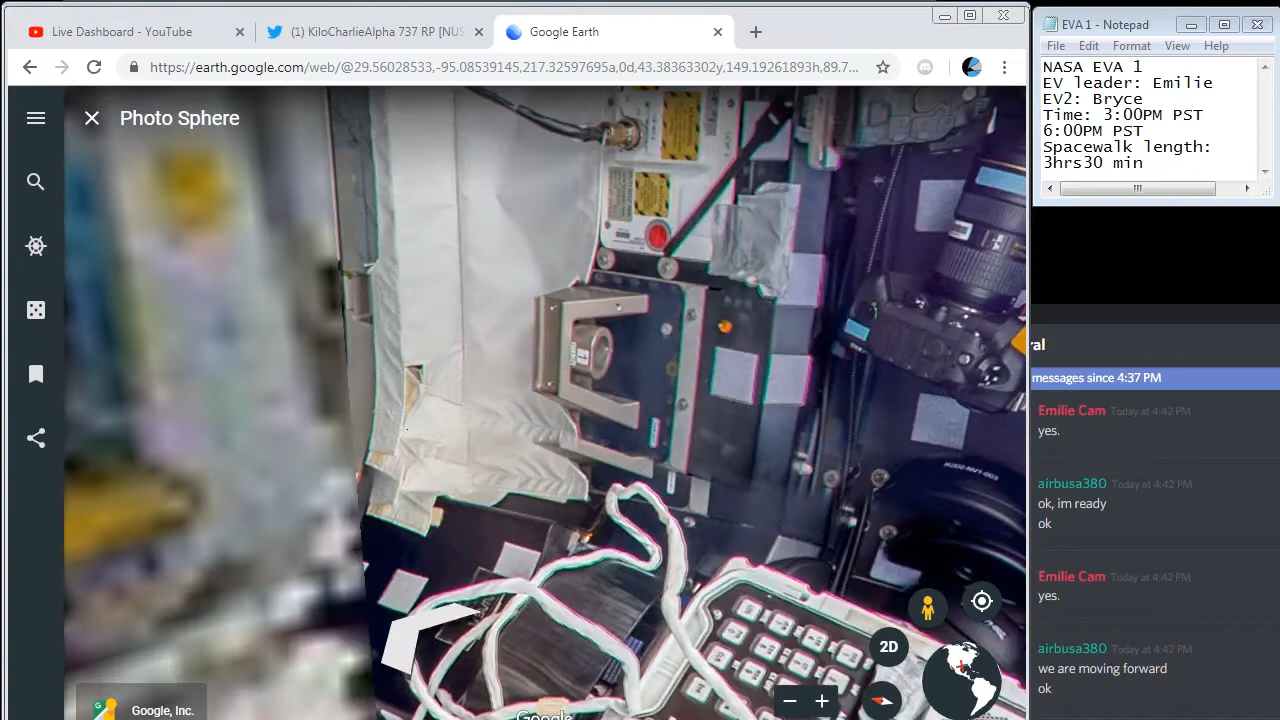 Live Dashboard - YouTube
(1) KiloCharlieAlpha 737 RP [NUS
Google Earth
https://earth.google.com/web/@29.56028533,-95.08539145,217.32597695a,0d,43.38363302y,149.19261893h,89.7...
Photo Sphere
Google, Inc.
Google
2D
EVA 1 - Notepad
File Edit Format View Help
NASA EVA 1
EV leader: Emilie
EV2: Bryce
Time: 3:00PM PST
6:00PM PST
Spacewalk length:
3hrs30 min
ral
messages since 4:37 PM
Emilie Cam Today at 4:42 PM
yes.
airbusa380 Today at 4:42 PM
ok, im ready
ok
Emilie Cam Today at 4:42 PM
yes.
airbusa380 Today at 4:42 PM
we are moving forward
ok